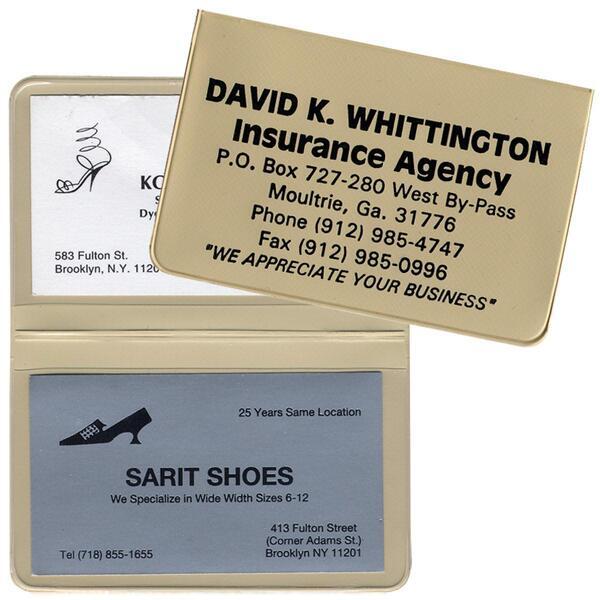 DAVID K. WHITTINGTON
Insurance Agency
P.O. Box 727-280 West By-Pass
Moultrie, Ga. 31776
Phone (912) 985-4747
Fax (912) 985-0996
"WE APPRECIATE YOUR BUSINESS"
583 Fulton St.
Brooklyn, N.Y.
25 Years Same Location
SARIT SHOES
We Specialize in Wide Width Sizes 6-12
413 Fulton Street
(Corner Adams St.)
Tel (718) 855-1655 Brooklyn NY 11201